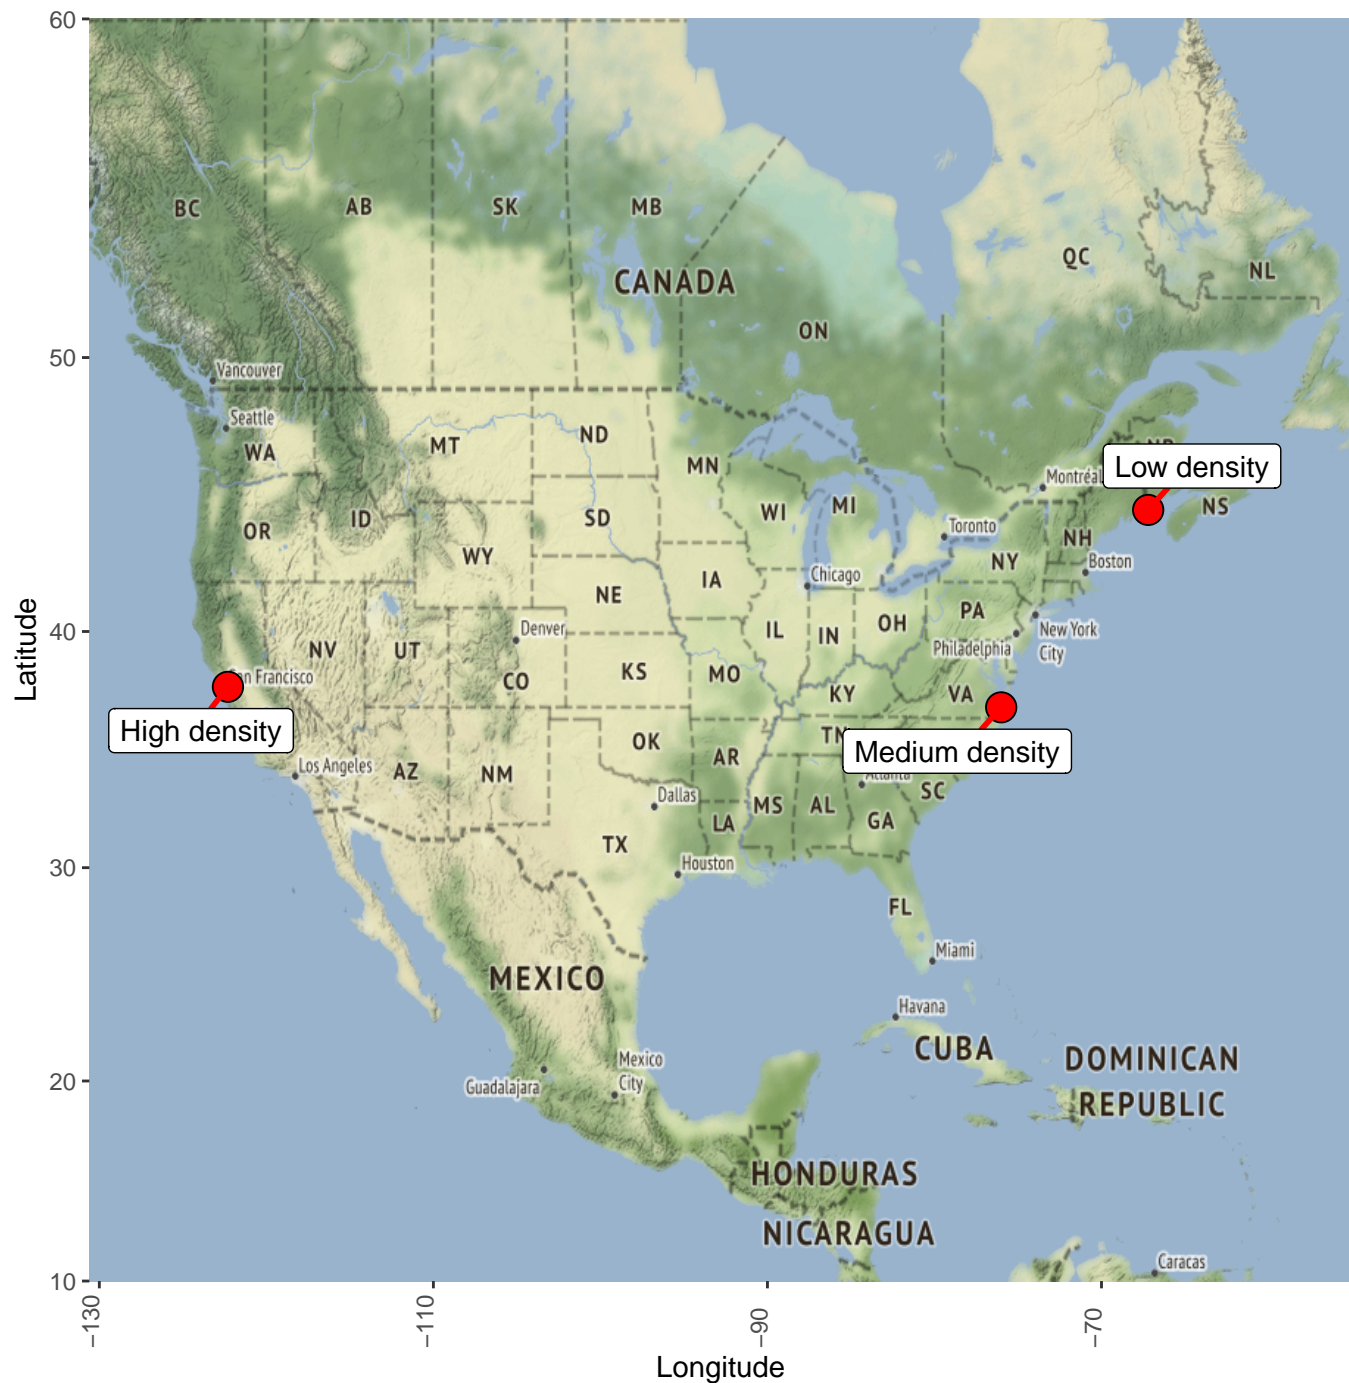 60
BC
AB
SK
MB
QC
NL
CANADA
ON
50
Vancouver
Seattle
WA
MT
ND
MN
Low density
Montréal
OR
ID
SD
WI
MI
NS
WY
Toronto
NH
NY
Boston
Chicago
IA
NE
PA
40
Denver
IL
IN
OH
New York
City
Philadelphia
NV
UT
CO
KS
MO
KY
VA
San Francisco
High density
OK
TN
Medium density
Los Angeles
AZ
NM
AR
Atlanta
SC
Dallas
MS
AL
GA
LA
TX
30
Houston
FL
Miami
MEXICO
Havana
CUBA
DOMINICAN
REPUBLIC
20
Mexico
City
Guadalajara
HONDURAS
NICARAGUA
Caracas
10
−130
−110
−90
−70
Longitude
Latitude